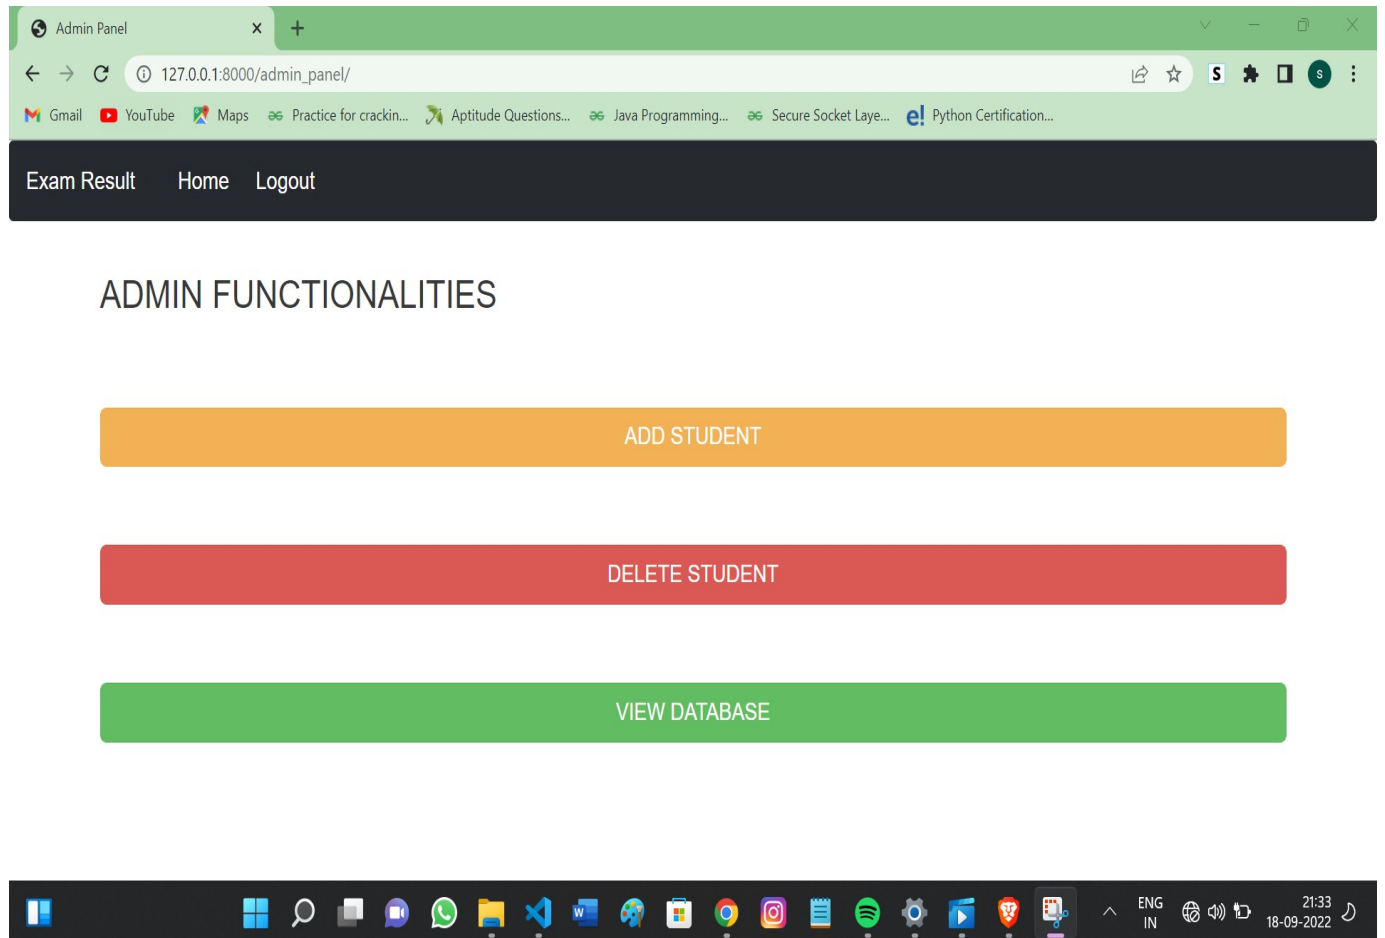 Admin Panel
127.0.0.1:8000/admin_panel/
S
s
Gmail YouTube Maps Practice for crackin... Aptitude Questions... Java Programming... Secure Socket Laye... e! Python Certification...
Exam Result Home Logout
ADMIN FUNCTIONALITIES
ADD STUDENT
DELETE STUDENT
VIEW DATABASE
ENG
IN
21:33
18-09-2022